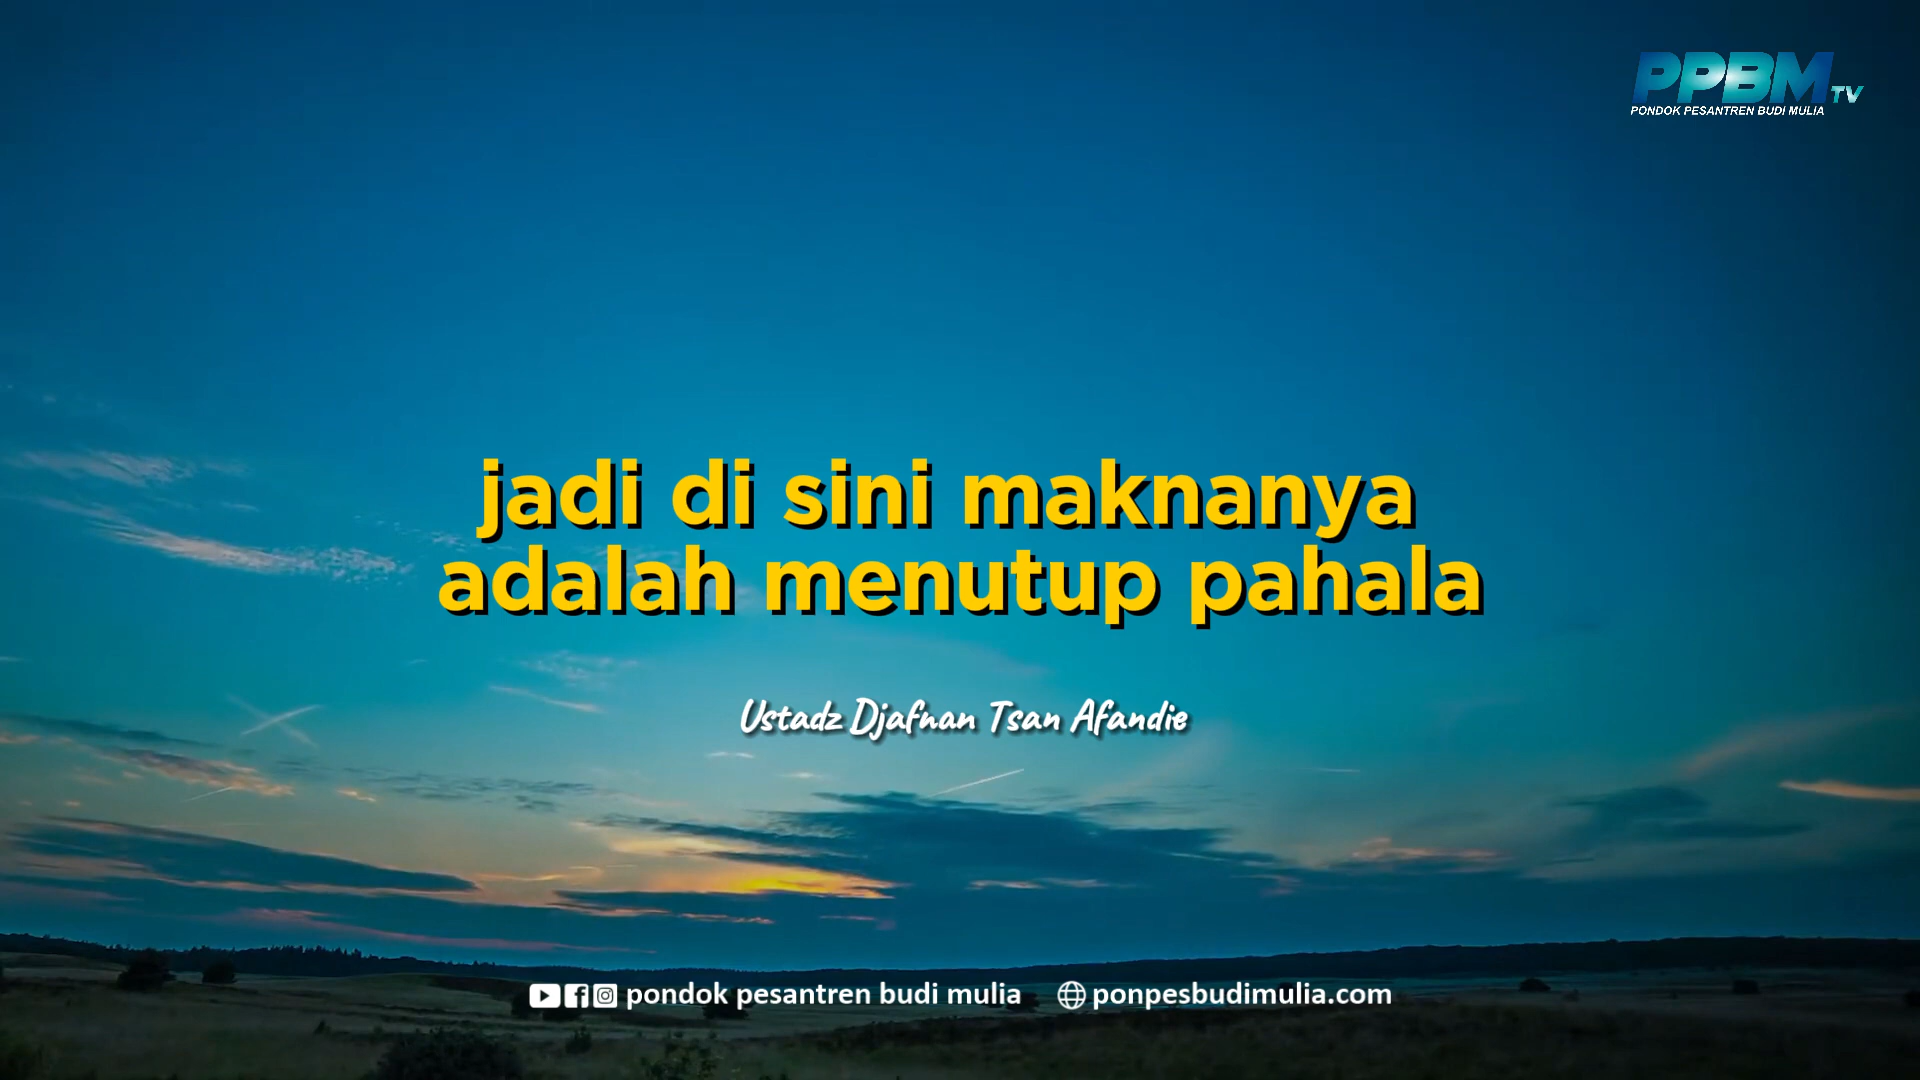 PPBM TV
PONDOK PESANTREN BUDI MULIA
jadi di sini maknanya
adalah menutup pahala
Ustadz Djafnan Tsan Afandie
pondok pesantren budi mulia ponpesbudimulia.com